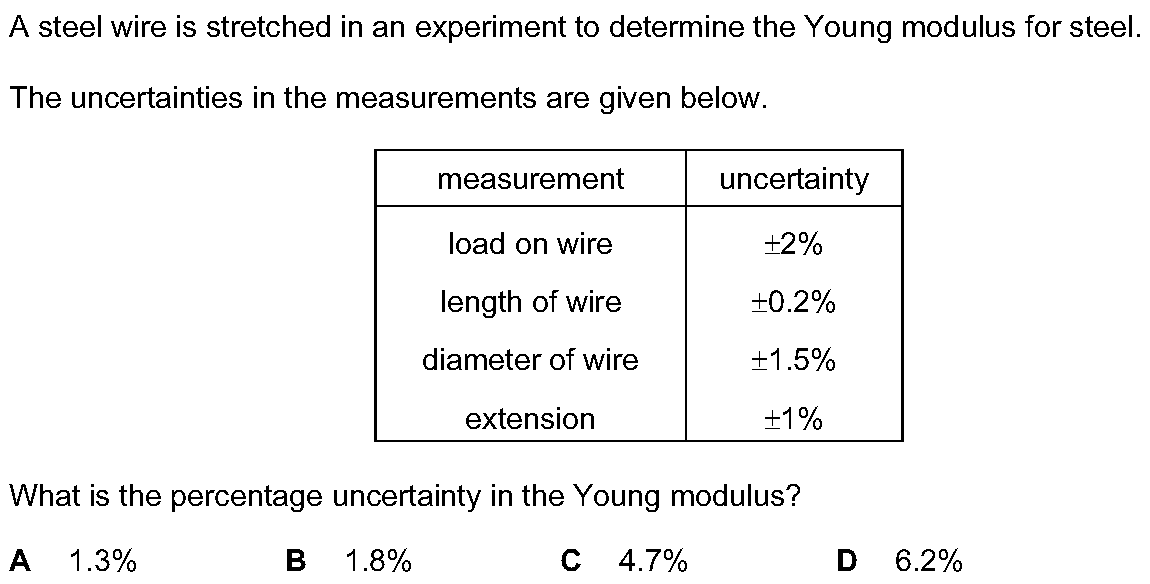 A steel wire is stretched in an experiment to determine the Young modulus for steel.
The uncertainties in the measurements are given below.
measurement uncertainty
load on wire ±2%
length of wire ±0.2%
diameter of wire ±1.5%
extension ±1%
What is the percentage uncertainty in the Young modulus?
A 1.3% B 1.8% C 4.7% D 6.2%